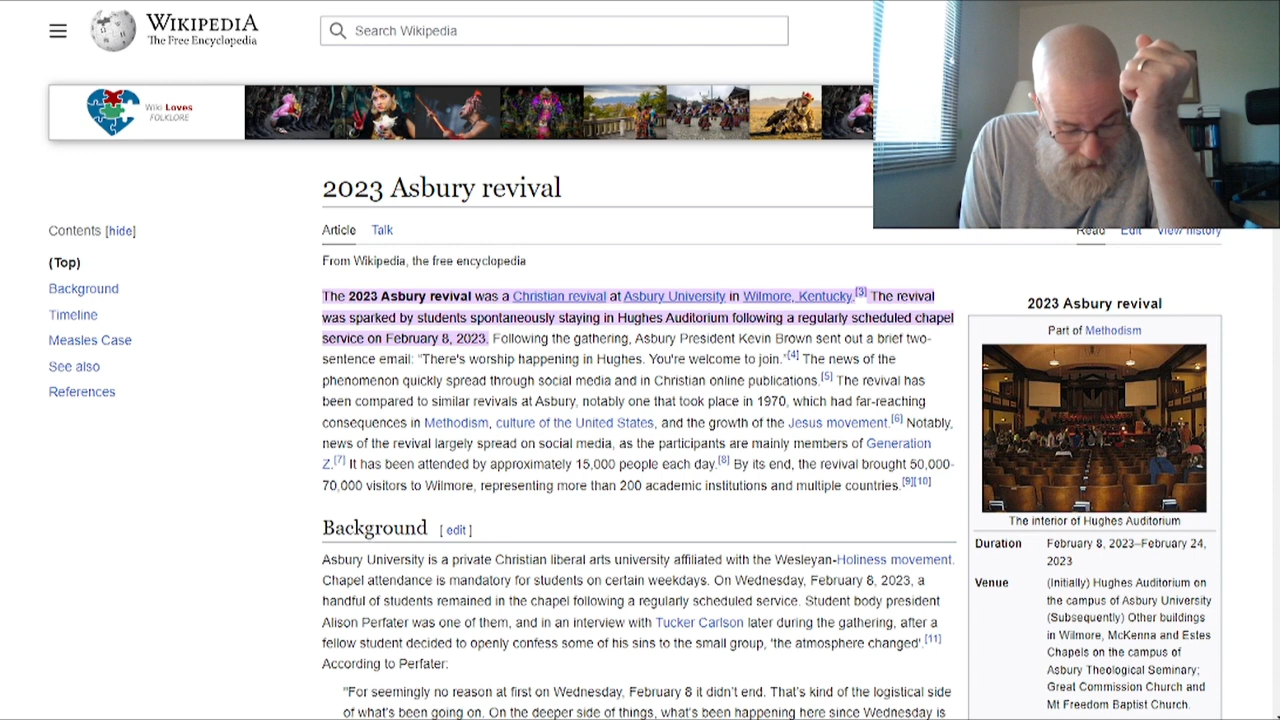 WIKIPEDIA
The Free Encyclopedia
Search Wikipedia
Wiki Loves
FOLKLORE
2023 Asbury revival
Contents [hide]
Article Talk
Read Edit View history
(Top)
From Wikipedia, the free encyclopedia
Background
Timeline
Measles Case
See also
References
The 2023 Asbury revival was a Christian revival at Asbury University in Wilmore, Kentucky.[3] The revival
was sparked by students spontaneously staying in Hughes Auditorium following a regularly scheduled chapel
service on February 8, 2023. Following the gathering, Asbury President Kevin Brown sent out a brief two-
sentence email: "There's worship happening in Hughes. You're welcome to join."[4] The news of the
phenomenon quickly spread through social media and in Christian online publications.[5] The revival has
been compared to similar revivals at Asbury, notably one that took place in 1970, which had far-reaching
consequences in Methodism, culture of the United States, and the growth of the Jesus movement.[6] Notably,
news of the revival largely spread on social media, as the participants are mainly members of Generation
Z.[7] It has been attended by approximately 15,000 people each day.[8] By its end, the revival brought 50,000-
70,000 visitors to Wilmore, representing more than 200 academic institutions and multiple countries.[9][10]
Background [ edit ]
Asbury University is a private Christian liberal arts university affiliated with the Wesleyan-Holiness movement.
Chapel attendance is mandatory for students on certain weekdays. On Wednesday, February 8, 2023, a
handful of students remained in the chapel following a regularly scheduled service. Student body president
Alison Perfater was one of them, and in an interview with Tucker Carlson later during the gathering, after a
fellow student decided to openly confess some of his sins to the small group, 'the atmosphere changed'.[11]
According to Perfater:
"For seemingly no reason at first on Wednesday, February 8 it didn't end. That's kind of the logistical side
of what's been going on. On the deeper side of things, what's been happening here since Wednesday is
2023 Asbury revival
Part of Methodism
The interior of Hughes Auditorium
Duration February 8, 2023–February 24,
2023
Venue (Initially) Hughes Auditorium on
the campus of Asbury University
(Subsequently) Other buildings
in Wilmore, McKenna and Estes
Chapels on the campus of
Asbury Theological Seminary;
Great Commission Church and
Mt Freedom Baptist Church.